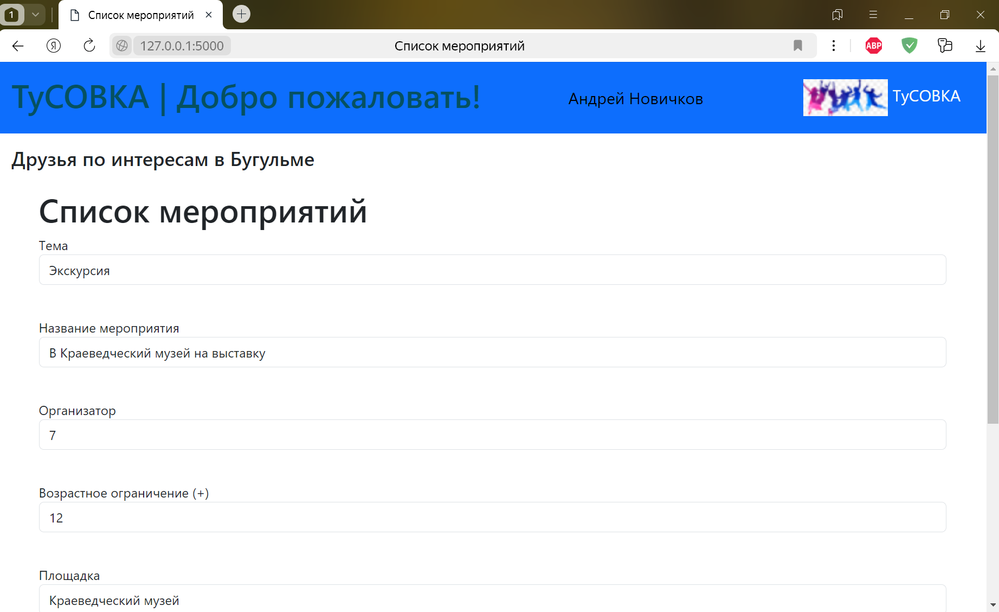 1
Список мероприятий
127.0.0.1:5000
Список мероприятий
ABP
ТуСОВКА | Добро пожаловать!
Андрей Новичков
ТуСОВКА
Друзья по интересам в Бугульме
Список мероприятий
Тема
Экскурсия
Название мероприятия
В Краеведческий музей на выставку
Организатор
7
Возрастное ограничение (+)
12
Площадка
Краеведческий музей